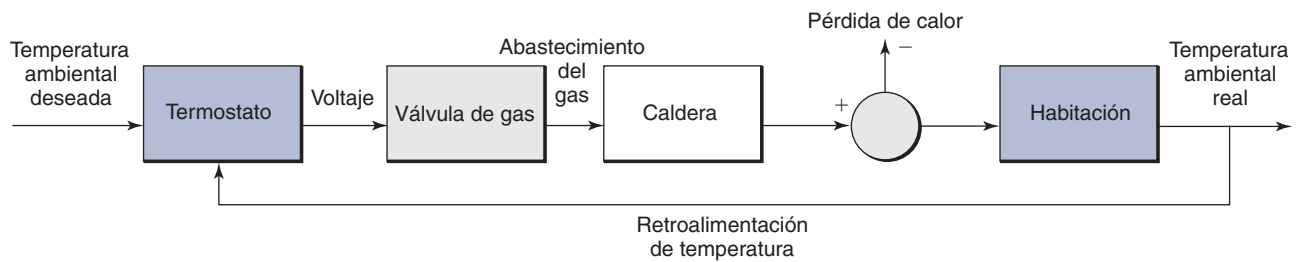 Temperatura
ambiental
deseada
Termostato
Voltaje
Válvula de gas
Abastecimiento
del
gas
Caldera
+
Pérdida de calor
−
Habitación
Temperatura
ambiental
real
Retroalimentación
de temperatura